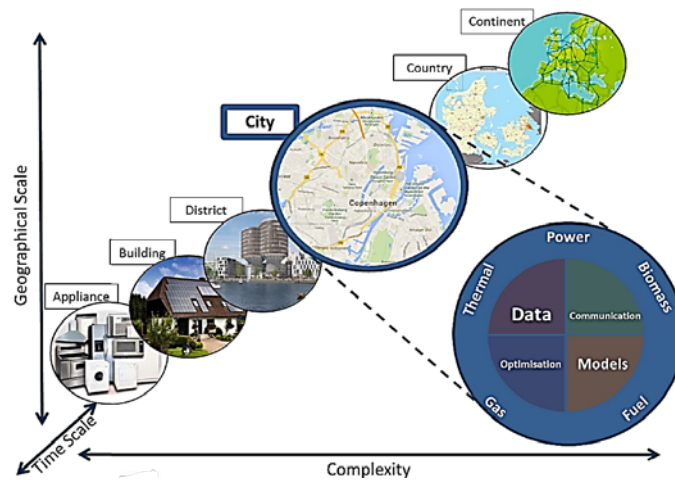 Continent
Country
City
District
Building
Appliance
Copenhagen
Geographical Scale
Time Scale
Complexity
Power
Thermal
Biomass
Data
Communication
Optimisation
Models
Gas
Fuel